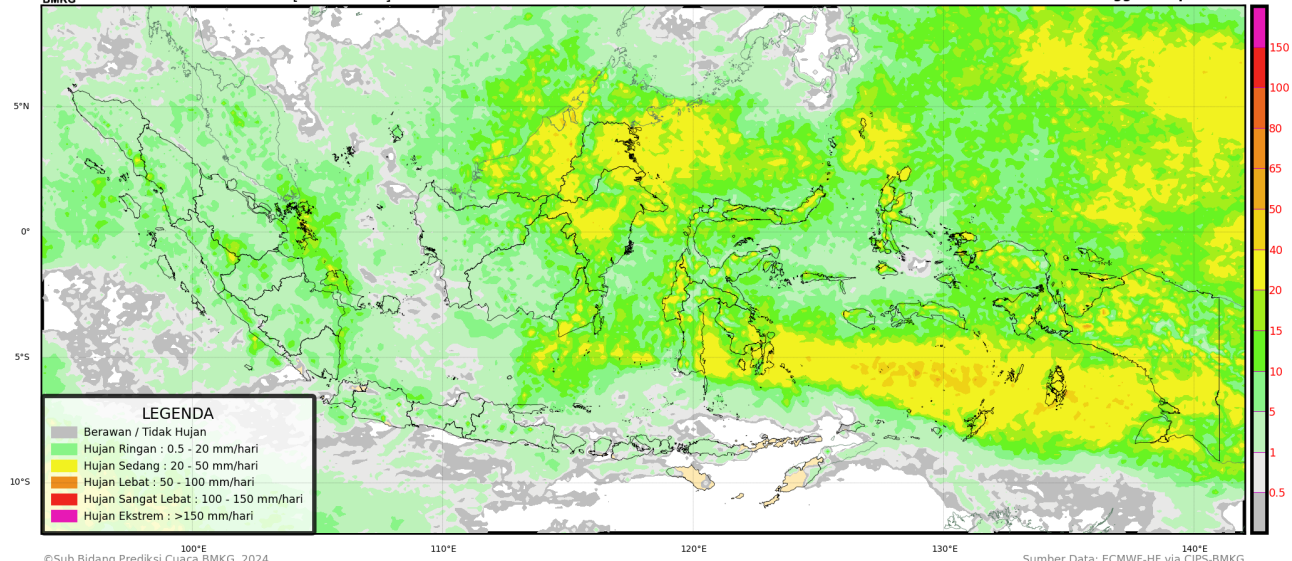 BMKG
5°N
0°
5°S
10°S
100°E
110°E
120°E
130°E
140°E
LEGENDA
Berawan / Tidak Hujan
Hujan Ringan : 0.5 - 20 mm/hari
Hujan Sedang : 20 - 50 mm/hari
Hujan Lebat : 50 - 100 mm/hari
Hujan Sangat Lebat : 100 - 150 mm/hari
Hujan Ekstrem : >150 mm/hari
150
100
80
65
50
40
20
15
10
5
1
0.5
©Sub Bidang Prediksi Cuaca BMKG, 2024
Sumber Data: ECMWF-HF via CIPS-BMKG